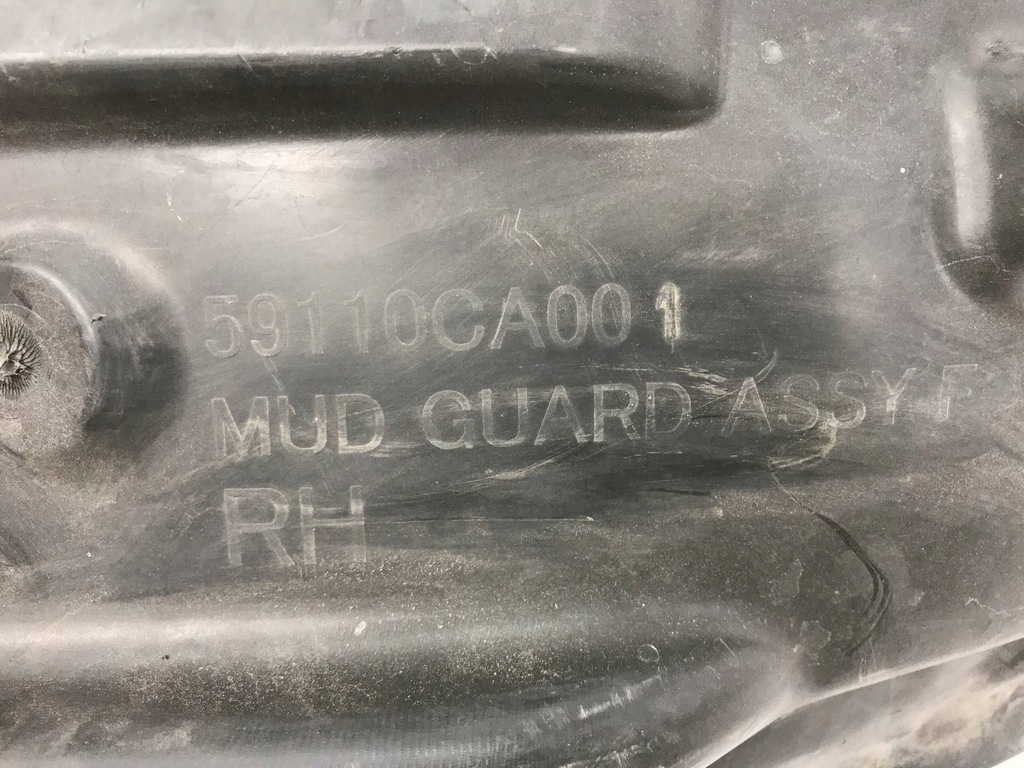 59110CA001
MUD GUARD ASSY F
RH